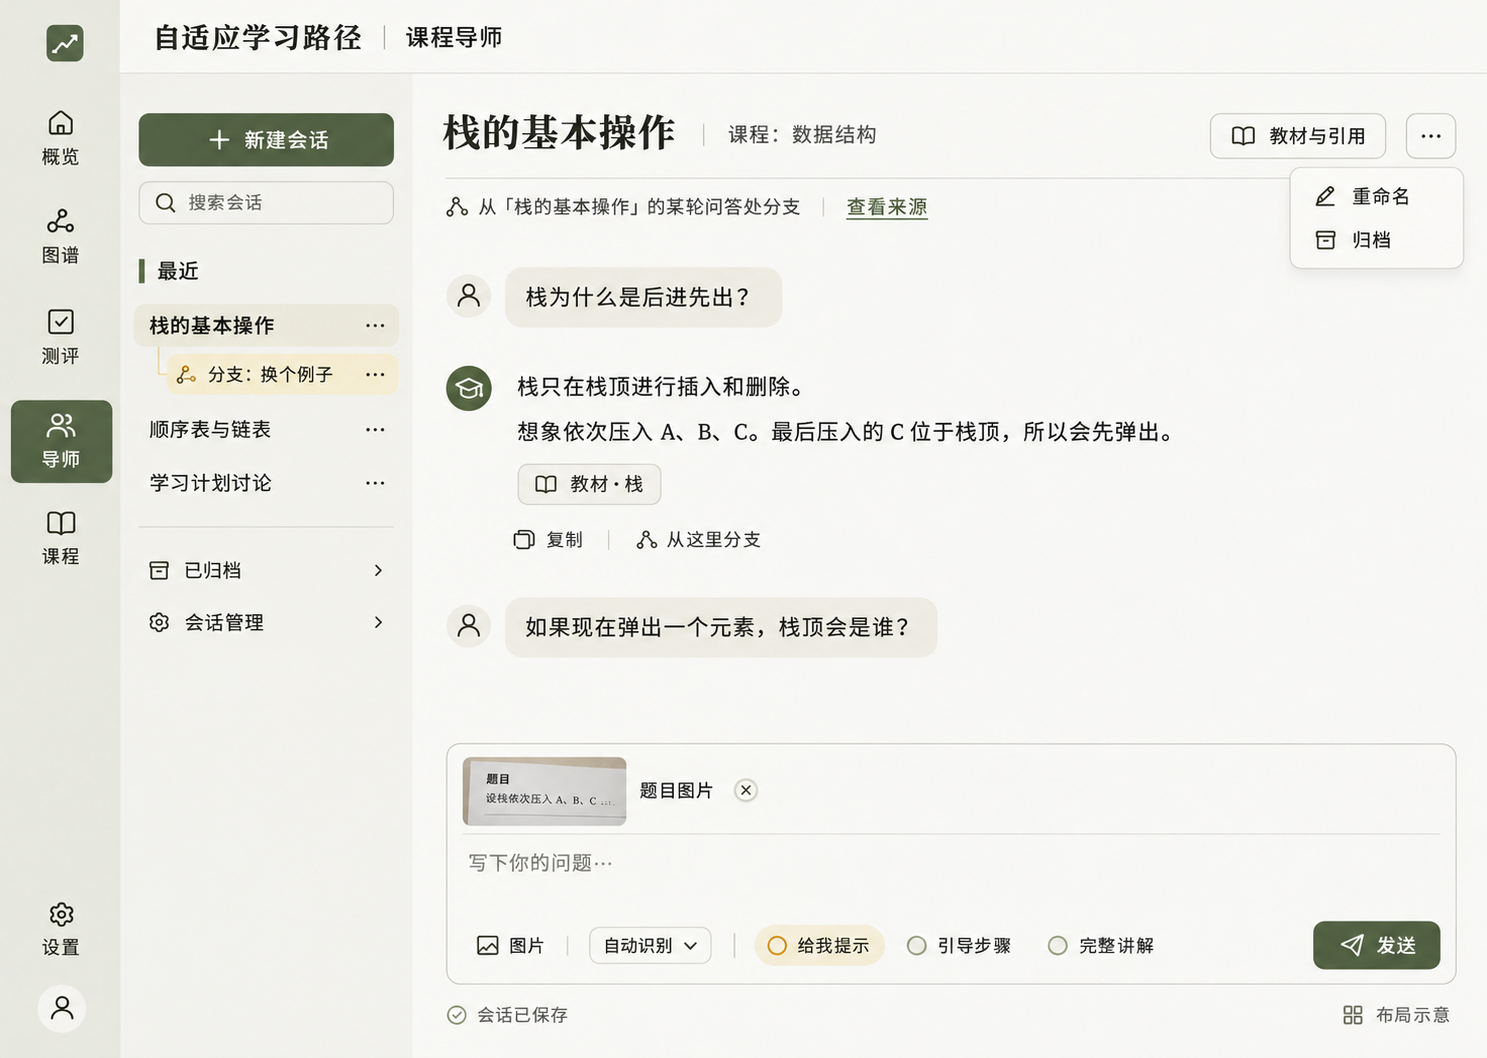 自适应学习路径
课程导师
概览
图谱
测评
导师
课程
设置
新建会话
搜索会话
最近
栈的基本操作
分支：换个例子
顺序表与链表
学习计划讨论
已归档
会话管理
栈的基本操作
课程：数据结构
教材与引用
重命名
归档
从「栈的基本操作」的某轮问答处分支
查看来源
栈为什么是后进先出？
栈只在栈顶进行插入和删除。
想象依次压入 A、B、C。最后压入的 C 位于栈顶，所以会先弹出。
教材·栈
复制
从这里分支
如果现在弹出一个元素，栈顶会是谁？
题目
设栈依次压入 A、B、C ...
题目图片
写下你的问题…
图片
自动识别
给我提示
引导步骤
完整讲解
发送
会话已保存
布局示意